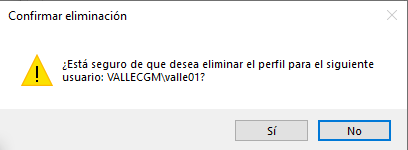 Confirmar eliminación
¿Está seguro de que desea eliminar el perfil para el siguiente
usuario: VALLECGM\valle01?
Sí
No